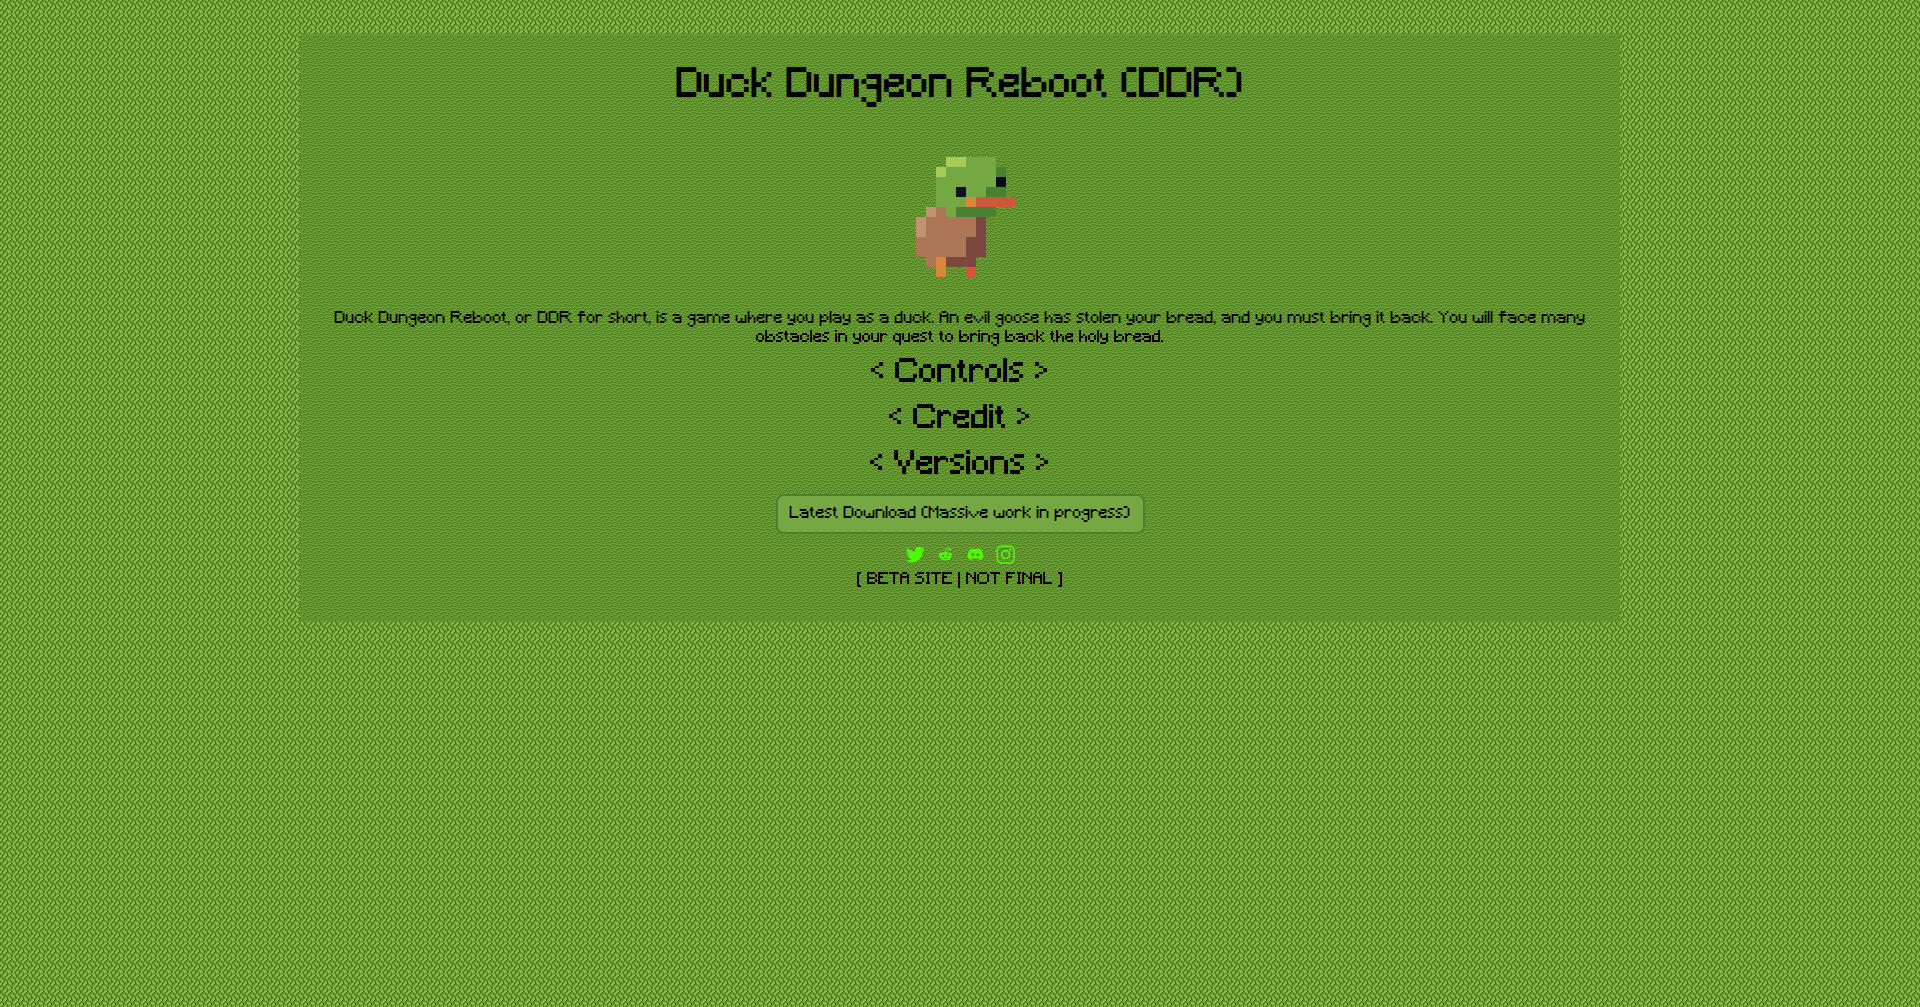 Duck Dungeon Reboot (DDR)
Duck Dungeon Reboot, or DDR for short, is a game where you play as a duck. An evil goose has stolen your bread, and you must bring it back. You will face many
obstacles in your quest to bring back the holy bread.
< Controls >
< Credit >
< Versions >
Latest Download (Massive work in progress)
[ BETA SITE | NOT FINAL ]